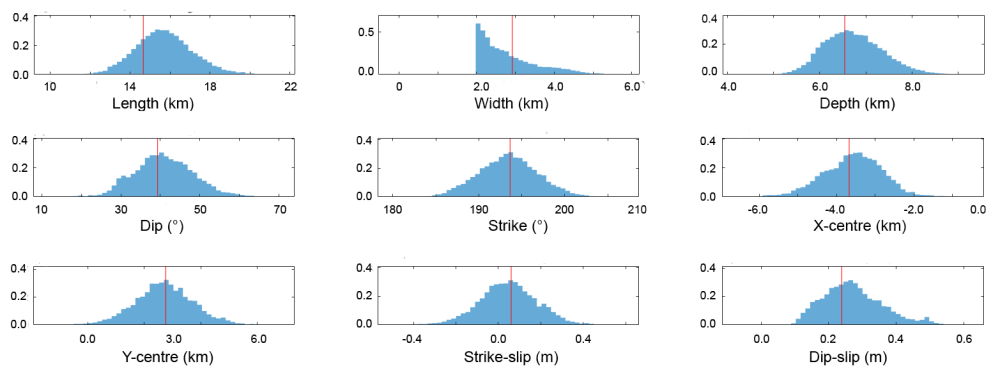 0.4
0.2
0.0
10 14 18 22
Length (km)
0.5
0.0
0 2.0 4.0 6.0
Width (km)
0.4
0.2
0.0
4.0 6.0 8.0
Depth (km)
0.4
0.2
0.0
10 30 50 70
Dip (°)
0.4
0.2
0.0
180 190 200 210
Strike (°)
0.4
0.2
0.0
-6.0 -4.0 -2.0 0.0
X-centre (km)
0.4
0.2
0.0
0.0 3.0 6.0
Y-centre (km)
0.4
0.2
0.0
-0.4 0.0 0.4
Strike-slip (m)
0.4
0.2
0.0
0.0 0.2 0.4 0.6
Dip-slip (m)